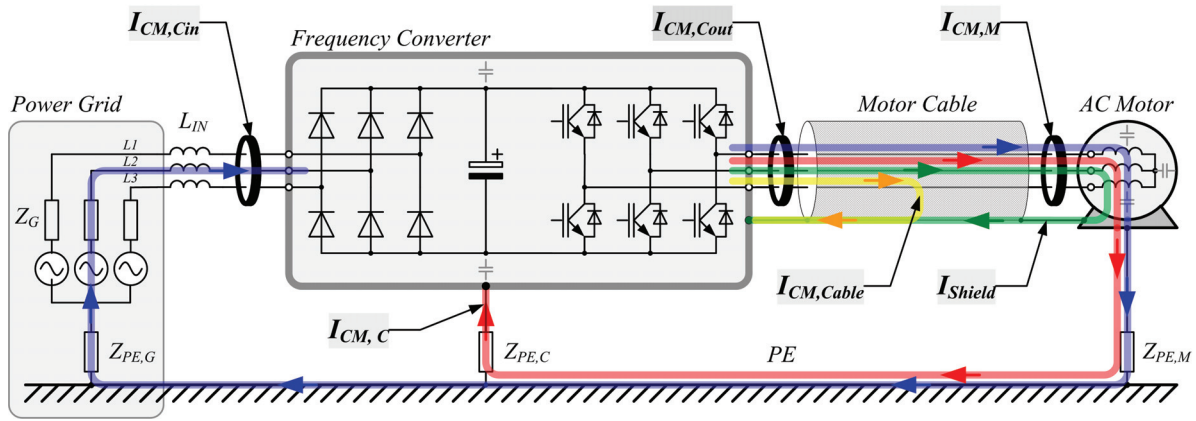 I_CM,Cin
I_CM,Cout
I_CM,M
Frequency Converter
Power Grid
L_IN
Motor Cable
AC Motor
L1
L2
L3
+
Z_G
I_CM,Cable
I_Shield
I_CM, C
Z_PE,G
Z_PE,C
PE
Z_PE,M